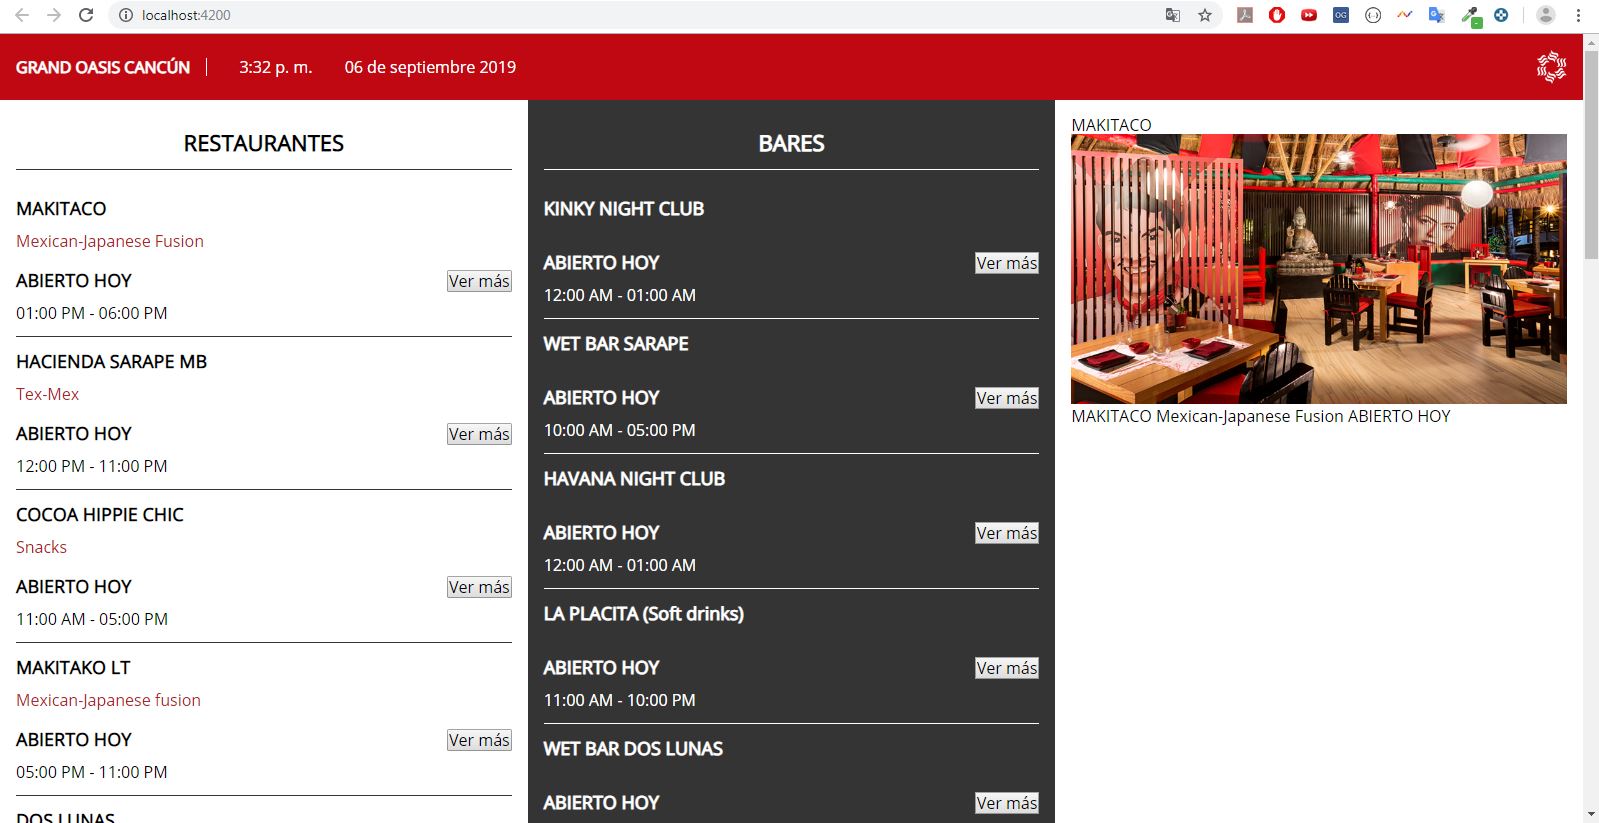 localhost:4200
GRAND OASIS CANCÚN
3:32 p. m.
06 de septiembre 2019
RESTAURANTES
MAKITACO
Mexican-Japanese Fusion
ABIERTO HOY
Ver más
01:00 PM - 06:00 PM
HACIENDA SARAPE MB
Tex-Mex
ABIERTO HOY
Ver más
12:00 PM - 11:00 PM
COCOA HIPPIE CHIC
Snacks
ABIERTO HOY
Ver más
11:00 AM - 05:00 PM
MAKITAKO LT
Mexican-Japanese fusion
ABIERTO HOY
Ver más
05:00 PM - 11:00 PM
DOS LUNAS
BARES
KINKY NIGHT CLUB
ABIERTO HOY
Ver más
12:00 AM - 01:00 AM
WET BAR SARAPE
ABIERTO HOY
Ver más
10:00 AM - 05:00 PM
HAVANA NIGHT CLUB
ABIERTO HOY
Ver más
12:00 AM - 01:00 AM
LA PLACITA (Soft drinks)
ABIERTO HOY
Ver más
11:00 AM - 10:00 PM
WET BAR DOS LUNAS
ABIERTO HOY
Ver más
MAKITACO
MAKITACO Mexican-Japanese Fusion ABIERTO HOY